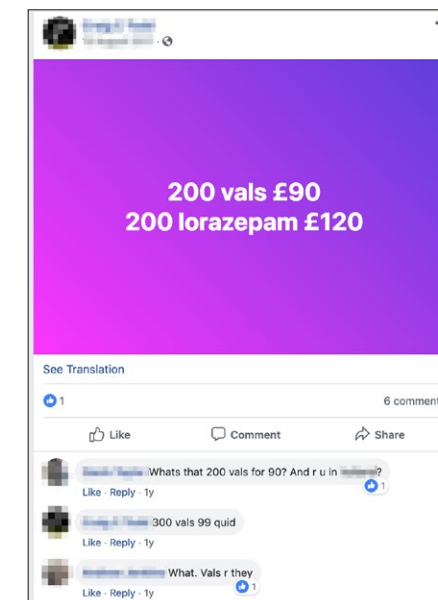 200 vals £90
200 lorazepam £120
See Translation
1
6 comment
Like
Comment
Share
Whats that 200 vals for 90? And r u in ?
1
Like · Reply · 1y
300 vals 99 quid
Like · Reply · 1y
What. Vals r they
1
Like · Reply · 1y